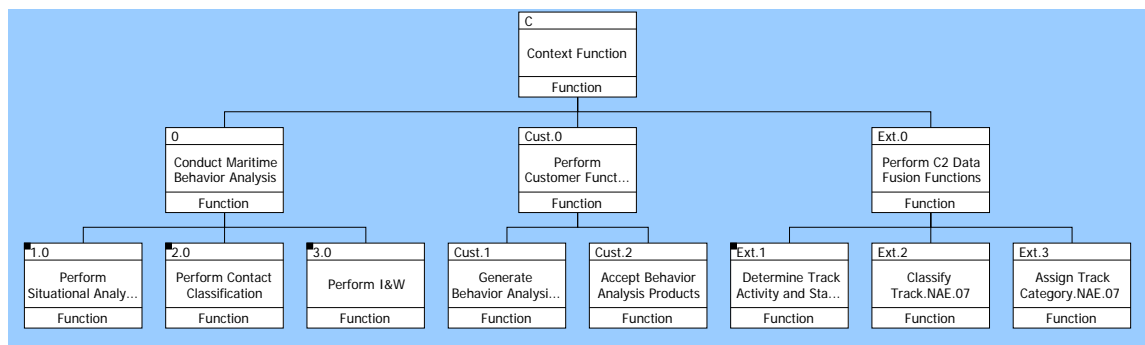 C
Context Function
Function
0
Conduct Maritime
Behavior Analysis
Function
Cust.0
Perform
Customer Funct...
Function
Ext.0
Perform C2 Data
Fusion Functions
Function
1.0
Perform
Situational Analy...
Function
2.0
Perform Contact
Classification
Function
3.0
Perform I&W
Function
Cust.1
Generate
Behavior Analysi...
Function
Cust.2
Accept Behavior
Analysis Products
Function
Ext.1
Determine Track
Activity and Sta...
Function
Ext.2
Classify
Track.NAE.07
Function
Ext.3
Assign Track
Category.NAE.07
Function